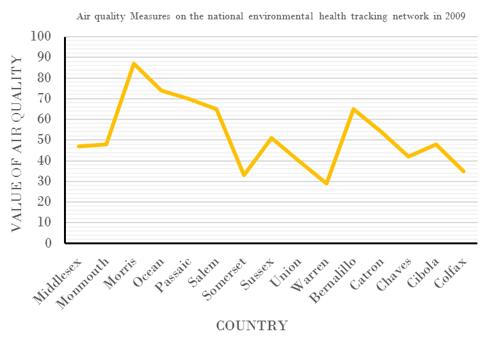 Air quality Measures on the national environmental health tracking network in 2009
VALUE OF AIR QUALITY
100
90
80
70
60
50
40
30
20
10
0
Middlesex
Monmouth
Morris
Ocean
Passaic
Salem
Somerset
Sussex
Union
Warren
Bernalillo
Catron
Chaves
Cibola
Colfax
COUNTRY